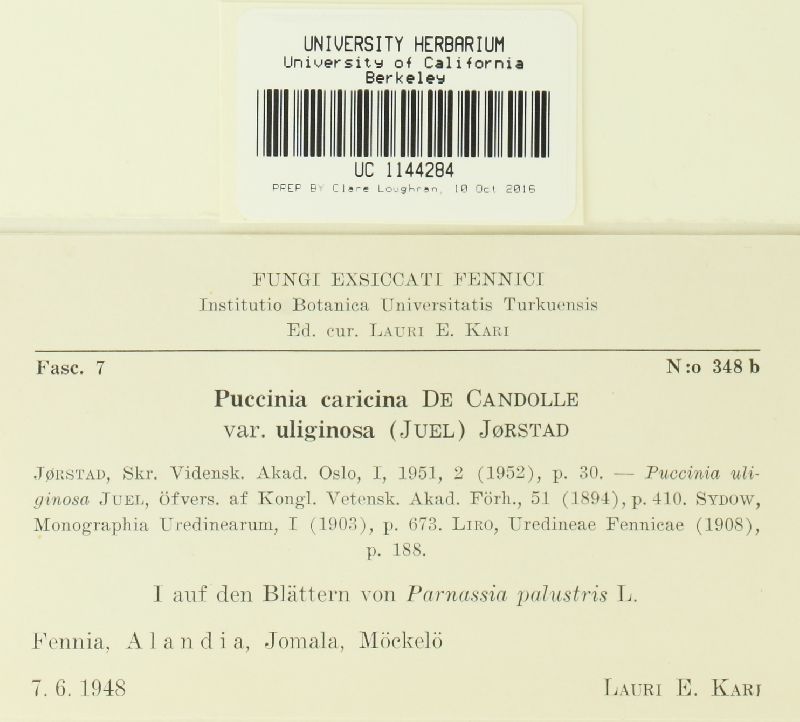 UNIVERSITY HERBARIUM
University of California
Berkeley
UC 1144284
PREP BY Clare Loughran, 10 Oct 2016
FUNGI EXSICCATI FENNICI
Institutio Botanica Universitatis Turkuensis
Ed. cur. LAURI E. KARI
Fasc. 7 N:o 348 b
Puccinia caricina DE CANDOLLE
var. uliginosa (JUEL) JØRSTAD
JØRSTAD, Skr. Vidensk. Akad. Oslo, I, 1951, 2 (1952), p. 30. — Puccinia uli-
ginosa JUEL, öfvers. af Kongl. Vetensk. Akad. Förh., 51 (1894), p. 410. SYDOW,
Monographia Uredinearum, I (1903), p. 673. LIRO, Uredineae Fennicae (1908),
p. 188.
I auf den Blättern von Parnassia palustris L.
Fennia, Alandia, Jomala, Möckelö
7. 6. 1948 LAURI E. KARI